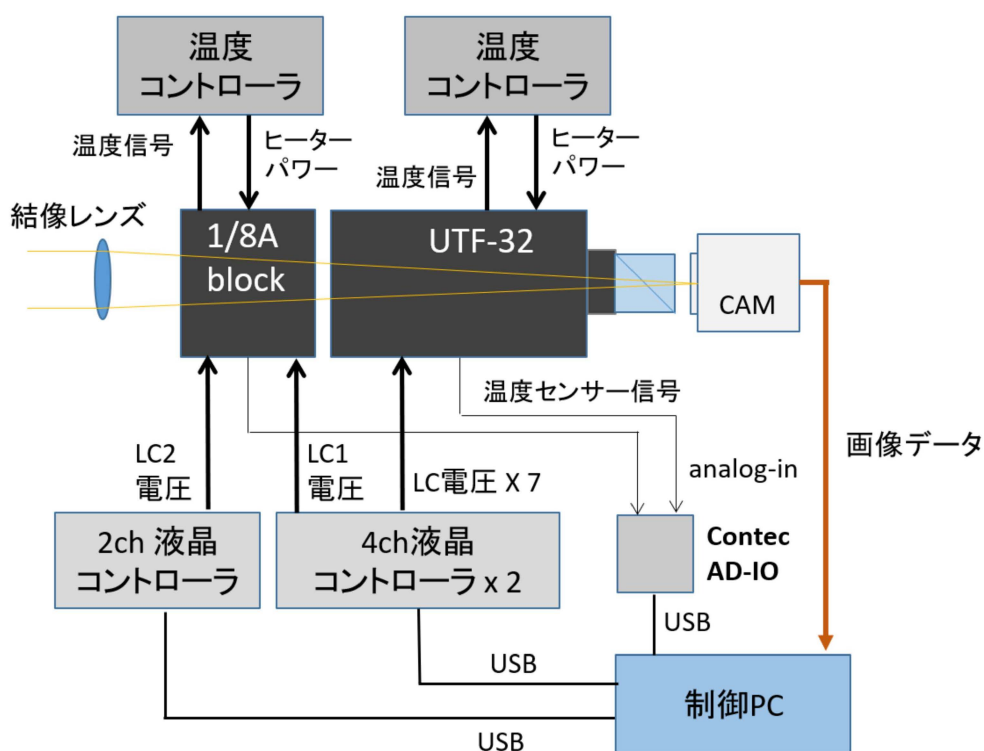 温度
コントローラ
温度
コントローラ
温度信号
ヒーター
パワー
温度信号
ヒーター
パワー
結像レンズ
1/8A
block
UTF-32
CAM
温度センサー信号
画像データ
LC2
電圧
LC1
電圧
LC電圧 X 7
analog-in
2ch 液晶
コントローラ
4ch液晶
コントローラ x 2
Contec
AD-IO
USB
USB
制御PC
USB